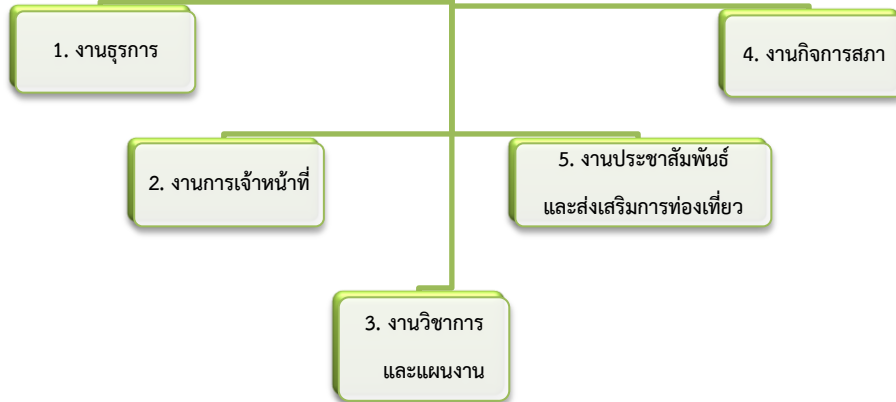 1. งานธุรการ
4. งานกิจการสภา
2. งานการเจ้าหน้าที่
5. งานประชาสัมพันธ์
และส่งเสริมการท่องเที่ยว
3. งานวิชาการ
และแผนงาน